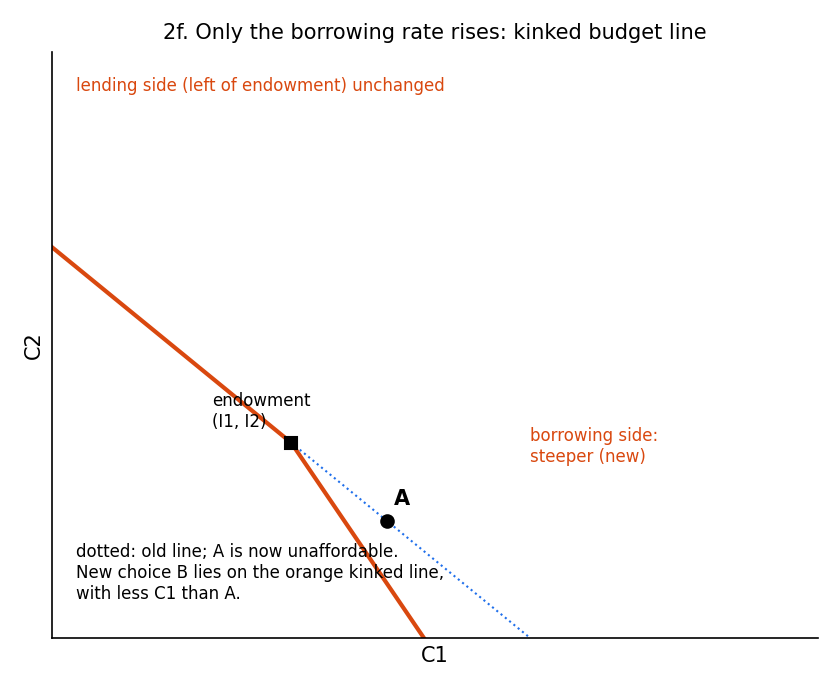 2f. Only the borrowing rate rises: kinked budget line
lending side (left of endowment) unchanged
C2
endowment
(I1, I2)
borrowing side:
steeper (new)
A
dotted: old line; A is now unaffordable.
New choice B lies on the orange kinked line,
with less C1 than A.
C1